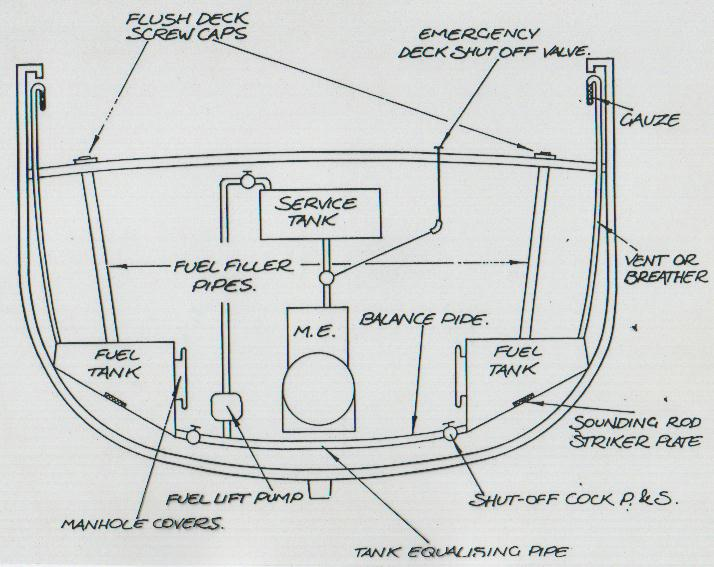 FLUSH DECK
SCREW CAPS
EMERGENCY
DECK SHUT OFF VALVE.
GAUZE
SERVICE
TANK
FUEL FILLER
PIPES.
VENT OR
BREATHER
M.E.
BALANCE PIPE.
FUEL
TANK
FUEL
TANK
SOUNDING ROD
STRIKER PLATE
FUEL LIFT PUMP
SHUT-OFF COCK P.&S.
MANHOLE COVERS.
TANK EQUALISING PIPE